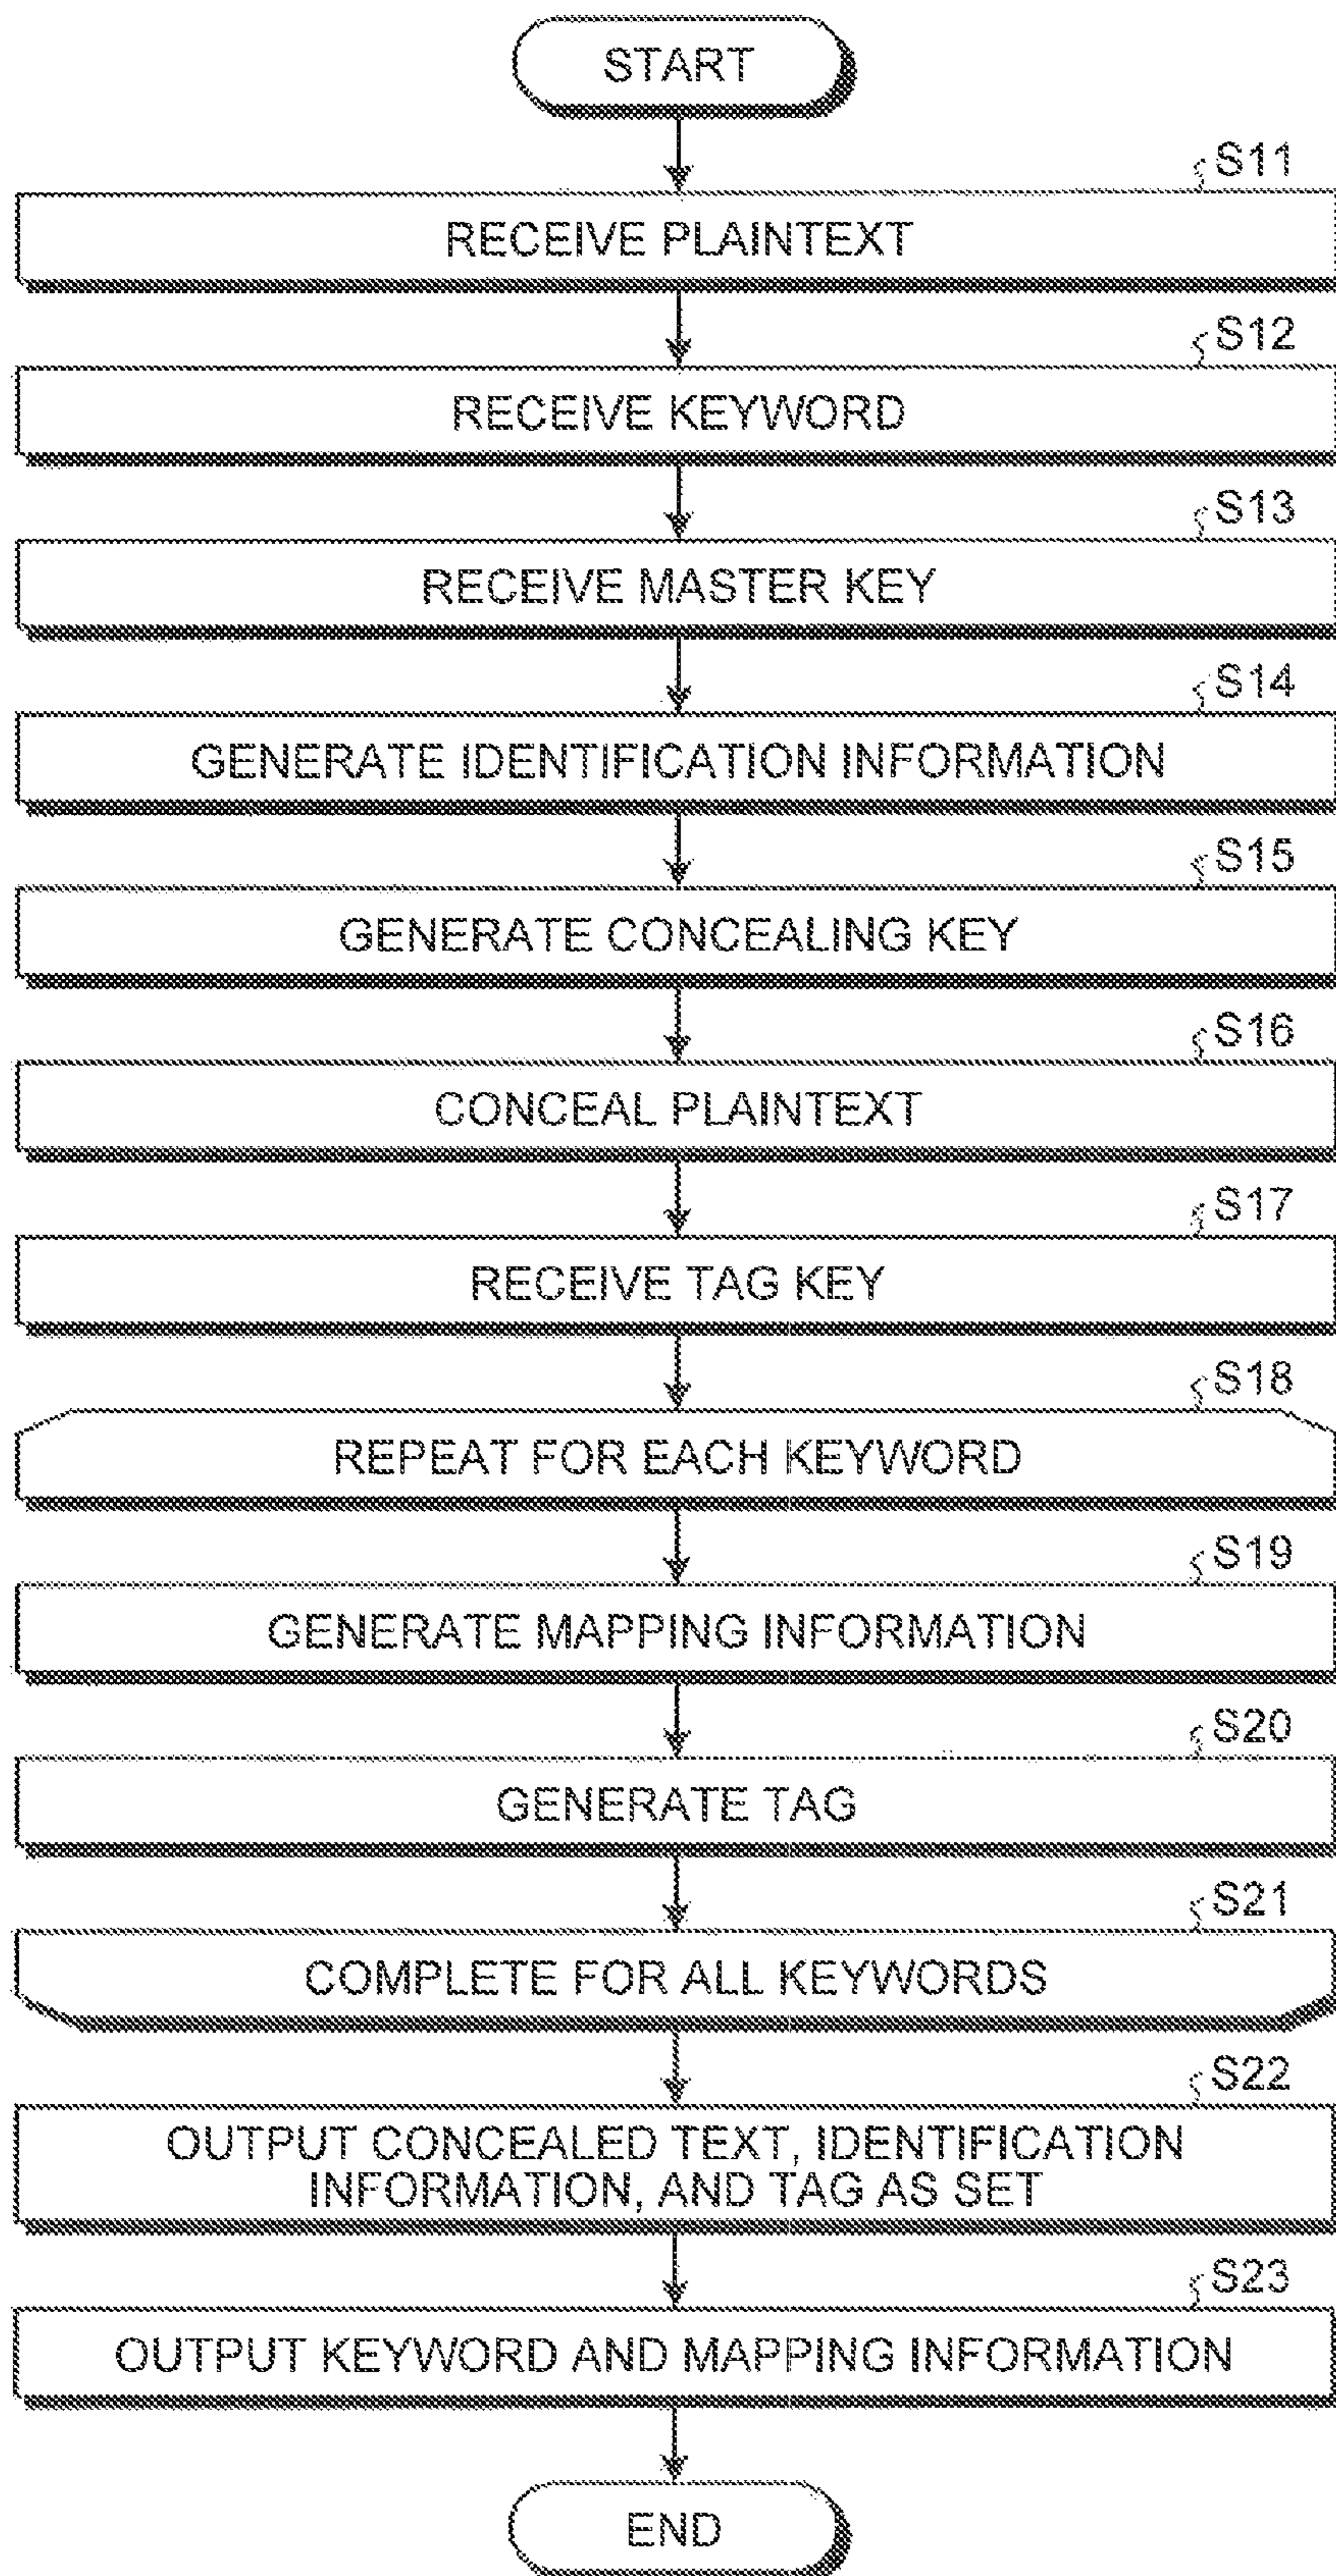 START
S11
RECEIVE PLAINTEXT
S12
RECEIVE KEYWORD
S13
RECEIVE MASTER KEY
S14
GENERATE IDENTIFICATION INFORMATION
S15
GENERATE CONCEALING KEY
S16
CONCEAL PLAINTEXT
S17
RECEIVE TAG KEY
S18
REPEAT FOR EACH KEYWORD
S19
GENERATE MAPPING INFORMATION
S20
GENERATE TAG
S21
COMPLETE FOR ALL KEYWORDS
S22
OUTPUT CONCEALED TEXT, IDENTIFICATION
INFORMATION, AND TAG AS SET
S23
OUTPUT KEYWORD AND MAPPING INFORMATION
END